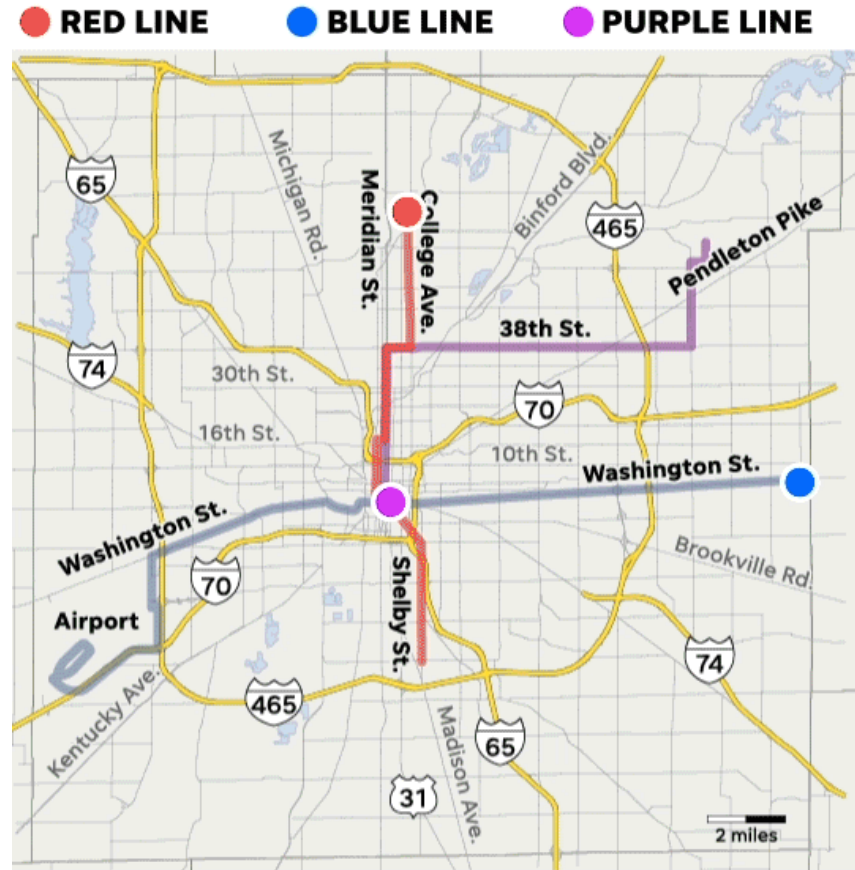 RED LINE
BLUE LINE
PURPLE LINE
65
Michigan Rd.
Meridian St.
College Ave.
Binford Blvd.
465
Pendleton Pike
38th St.
74
30th St.
70
16th St.
10th St.
Washington St.
Washington St.
Brookville Rd.
70
Shelby St.
Airport
74
465
Kentucky Ave.
Madison Ave.
65
31
2 miles